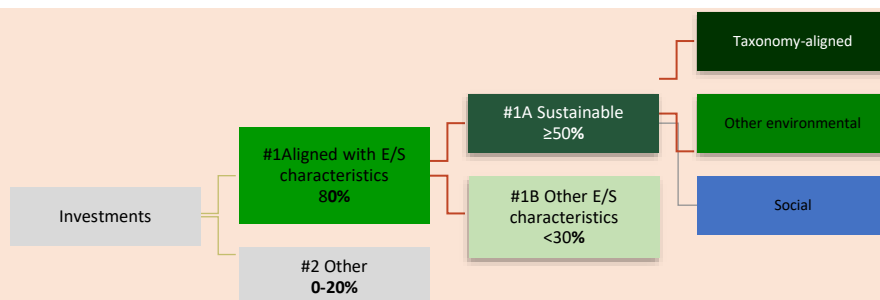 Taxonomy-aligned
#1A Sustainable
≥50%
Other environmental
#1Aligned with E/S
characteristics
80%
#1B Other E/S
characteristics
<30%
Social
Investments
#2 Other
0-20%